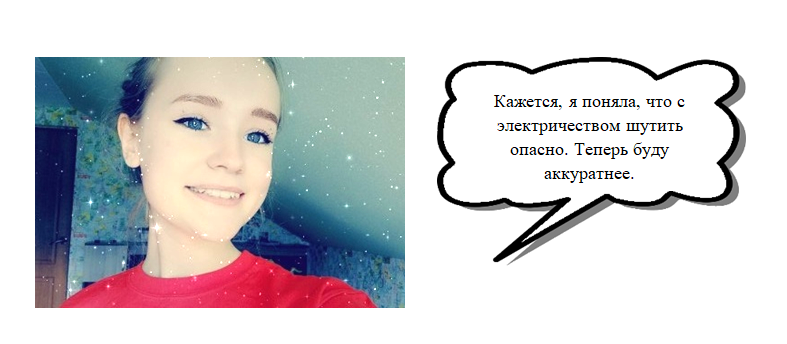 Кажется, я поняла, что с
электричеством шутить
опасно. Теперь буду
аккуратнее.